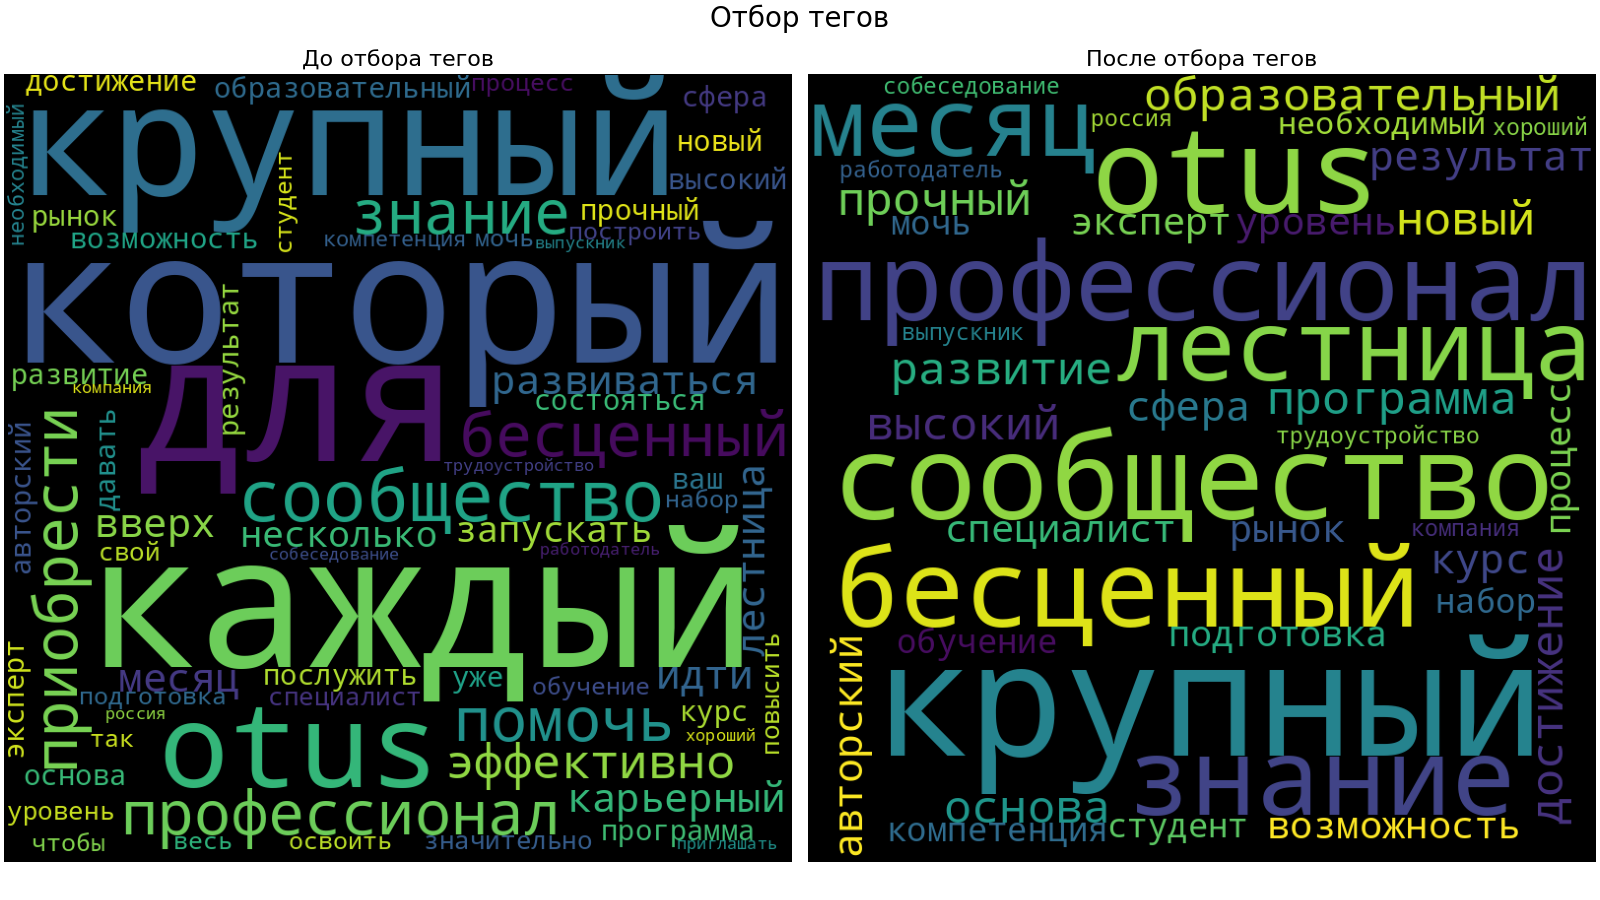 Отбор тегов
До отбора тегов
достижение
образовательный
процесс
сфера
крупный
необходимый
новый
студент
высокий
знание
прочный
рынок
возможность
компетенция
мочь
построить
выпускник
который
результат
развитие
компания
для
развиваться
состояться
бесценный
авторский
приобрести
давать
трудоустройство
сообщество
ваш
набор
лестница
вверх
несколько
запускать
свой
собеседование
работодатель
каждый
эксперт
месяц
послужить
уже
обучение
идти
повысить
подготовка
специалист
россия
otus
помочь
курс
хороший
так
эффективно
основа
уровень
профессионал
карьерный
программа
чтобы
весь
освоить
значительно
приглашать
После отбора тегов
собеседование
образовательный
месяц
россия
необходимый
хороший
otus
работодатель
результат
прочный
мочь
эксперт
уровень
новый
профессионал
выпускник
лестница
развитие
сфера
программа
высокий
процесс
трудоустройство
сообщество
специалист
рынок
компания
бесценный
курс
достижение
набор
авторский
обучение
подготовка
крупный
знание
основа
компетенция
студент
возможность